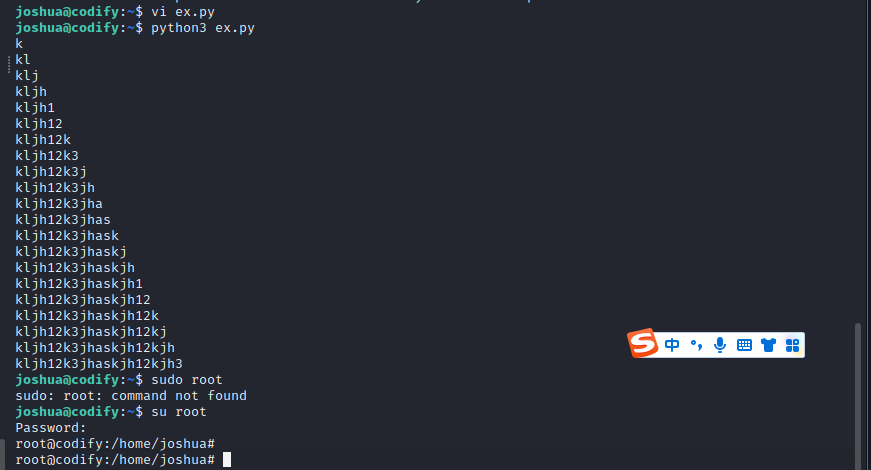 joshua@codify:~$ vi ex.py
joshua@codify:~$ python3 ex.py
k
kl
klj
kljh
kljh1
kljh12
kljh12k
kljh12k3
kljh12k3j
kljh12k3jh
kljh12k3jha
kljh12k3jhas
kljh12k3jhask
kljh12k3jhaskj
kljh12k3jhaskjh
kljh12k3jhaskjh1
kljh12k3jhaskjh12
kljh12k3jhaskjh12k
kljh12k3jhaskjh12kj
kljh12k3jhaskjh12kjh
kljh12k3jhaskjh12kjh3
S 中 °,
joshua@codify:~$ sudo root
sudo: root: command not found
joshua@codify:~$ su root
Password:
root@codify:/home/joshua#
root@codify:/home/joshua#